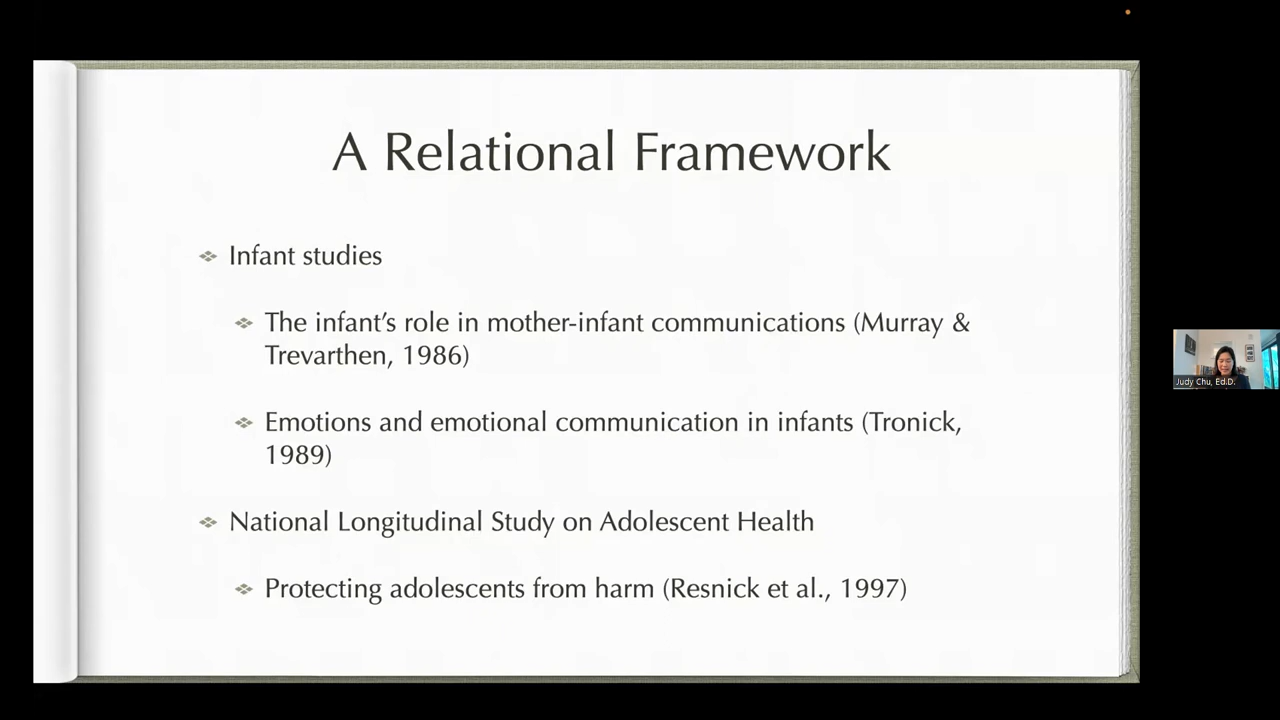 A Relational Framework
Infant studies
The infant’s role in mother-infant communications (Murray &
Trevarthen, 1986)
Emotions and emotional communication in infants (Tronick,
1989)
National Longitudinal Study on Adolescent Health
Protecting adolescents from harm (Resnick et al., 1997)
Judy Chu, Ed.D.